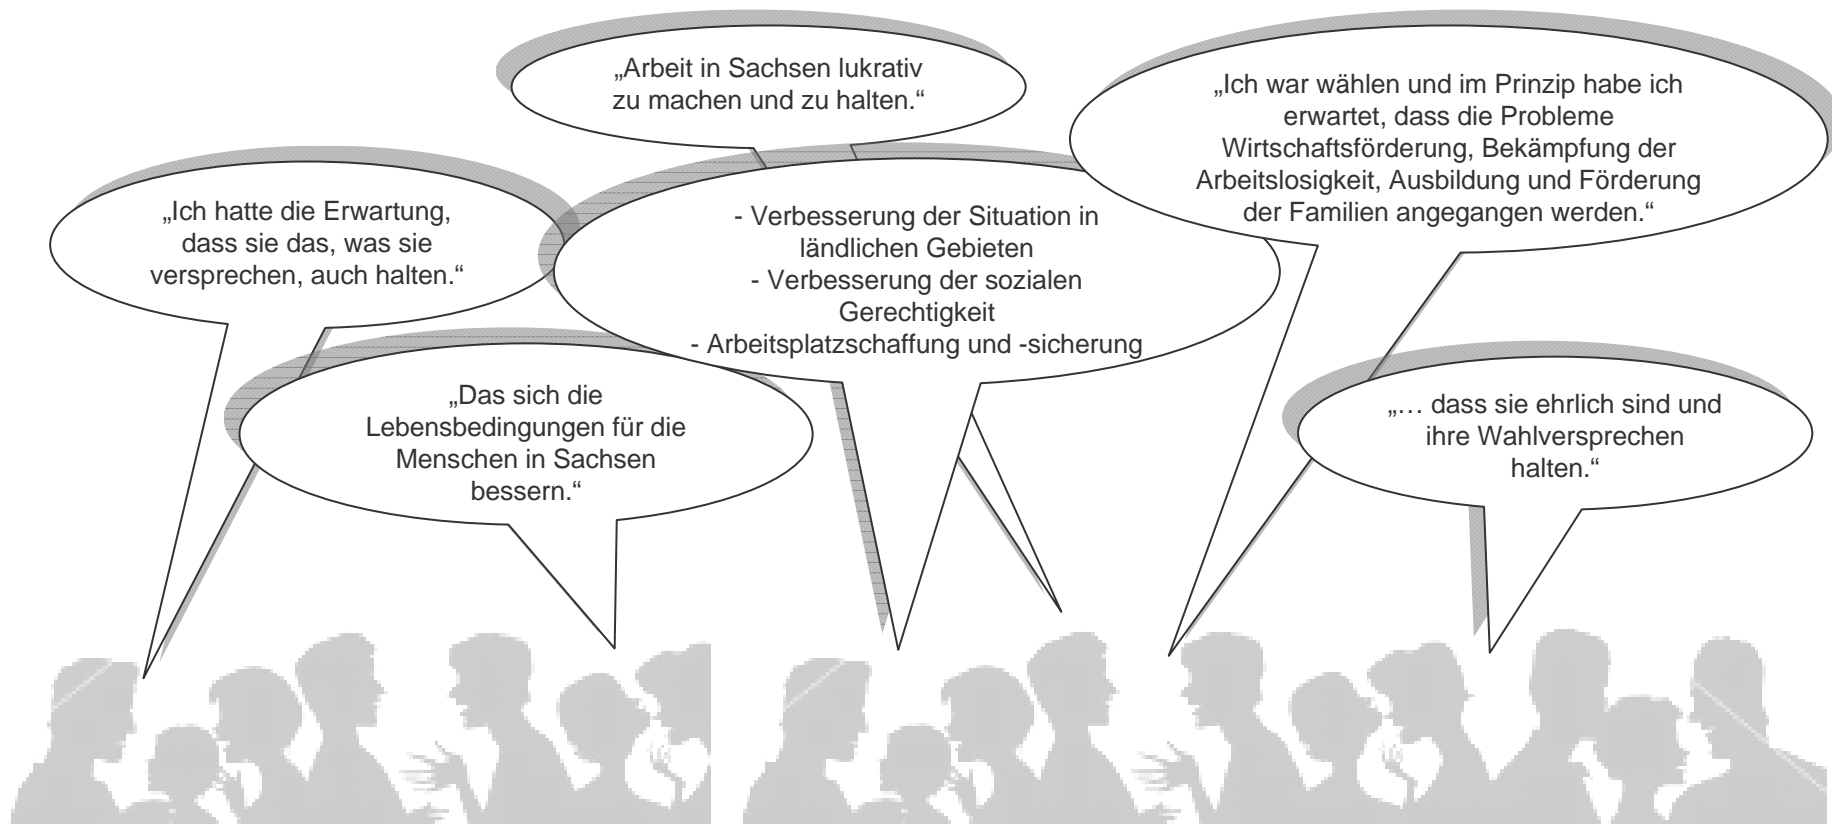 „Arbeit in Sachsen lukrativ
zu machen und zu halten.“
„Ich war wählen und im Prinzip habe ich
erwartet, dass die Probleme
Wirtschaftsförderung, Bekämpfung der
Arbeitslosigkeit, Ausbildung und Förderung
der Familien angegangen werden.“
„Ich hatte die Erwartung,
dass sie das, was sie
versprechen, auch halten.“
- Verbesserung der Situation in
ländlichen Gebieten
- Verbesserung der sozialen
Gerechtigkeit
- Arbeitsplatzschaffung und -sicherung
„Das sich die
Lebensbedingungen für die
Menschen in Sachsen
bessern.“
„… dass sie ehrlich sind und
ihre Wahlversprechen
halten.“